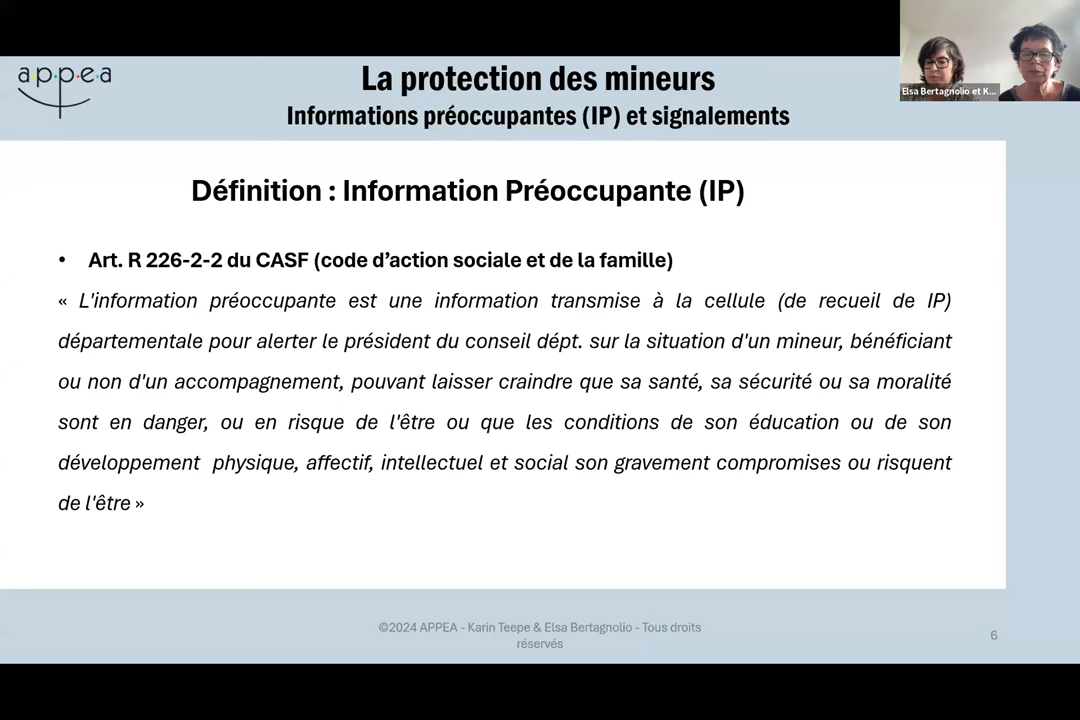 appea
La protection des mineurs
Informations préoccupantes (IP) et signalements
Elsa Bertagnolio et K...
Définition : Information Préoccupante (IP)
• Art. R 226-2-2 du CASF (code d’action sociale et de la famille)
« L'information préoccupante est une information transmise à la cellule (de recueil de IP)
départementale pour alerter le président du conseil dépt. sur la situation d'un mineur, bénéficiant
ou non d'un accompagnement, pouvant laisser craindre que sa santé, sa sécurité ou sa moralité
sont en danger, ou en risque de l'être ou que les conditions de son éducation ou de son
développement physique, affectif, intellectuel et social son gravement compromises ou risquent
de l'être »
©2024 APPEA - Karin Teepe & Elsa Bertagnolio - Tous droits
réservés
6